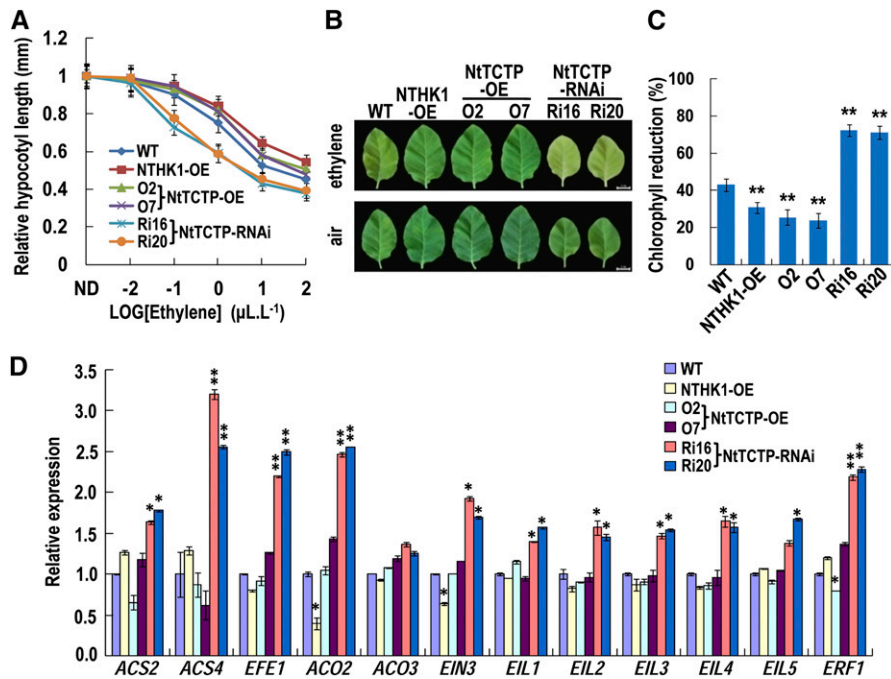 A
Relative hypocotyl length (mm)
1.2
1
0.8
0.6
0.4
0.2
0
ND -2 -1 0 1 2
LOG[Ethylene] (µL.L⁻¹)
WT
NTHK1-OE
O2
O7
}NtTCTP-OE
Ri16
Ri20
}NtTCTP-RNAi
B
WT
NTHK1
-OE
NtTCTP
-OE
O2 O7
NtTCTP
-RNAi
Ri16 Ri20
ethylene
air
C
Chlorophyll reduction (%)
100
80
60
40
20
0
** ** ** ** **
WT NTHK1-OE O2 O7 Ri16 Ri20
D
Relative expression
3.5
3.0
2.5
2.0
1.5
1.0
0.5
0.0
WT
NTHK1-OE
O2
O7
}NtTCTP-OE
Ri16
Ri20
}NtTCTP-RNAi
* * ** ** ** ** * ** ** * * * * * * * * * * * * * ** **
ACS2 ACS4 EFE1 ACO2 ACO3 EIN3 EIL1 EIL2 EIL3 EIL4 EIL5 ERF1